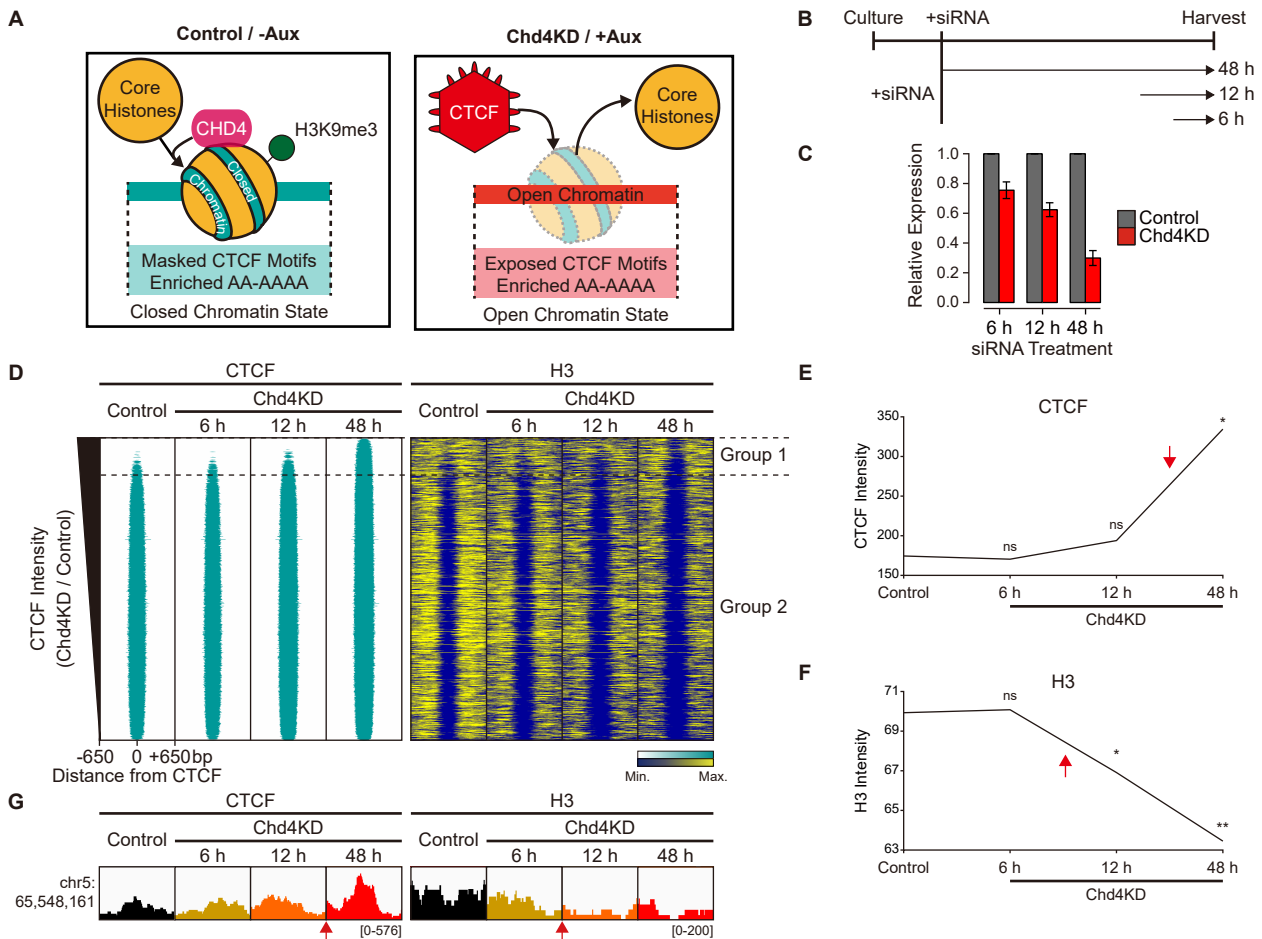 A
Control / -Aux
Core
Histones
CHD4
H3K9me3
Closed
Chromatin
Masked CTCF Motifs
Enriched AA-AAAA
Closed Chromatin State
Chd4KD / +Aux
CTCF
Core
Histones
Open Chromatin
Exposed CTCF Motifs
Enriched AA-AAAA
Open Chromatin State
B
Culture +siRNA Harvest
48 h
+siRNA
12 h
6 h
C
Relative Expression
1.0
0.8
0.6
0.4
0.2
0.0
6 h 12 h 48 h
siRNA Treatment
Control
Chd4KD
D
CTCF H3
Control Chd4KD Control Chd4KD
6 h 12 h 48 h 6 h 12 h 48 h
CTCF Intensity
(Chd4KD / Control)
Group 1
Group 2
-650 0 +650 bp
Distance from CTCF
Min. Max.
E
CTCF
CTCF Intensity
350
300
250
200
150
ns
ns
*
Control 6 h 12 h 48 h
Chd4KD
F
H3
H3 Intensity
71
69
67
65
63
ns
*
**
Control 6 h 12 h 48 h
Chd4KD
G
CTCF H3
Control Chd4KD Control Chd4KD
6 h 12 h 48 h 6 h 12 h 48 h
chr5:
65,548,161
[0-576] [0-200]